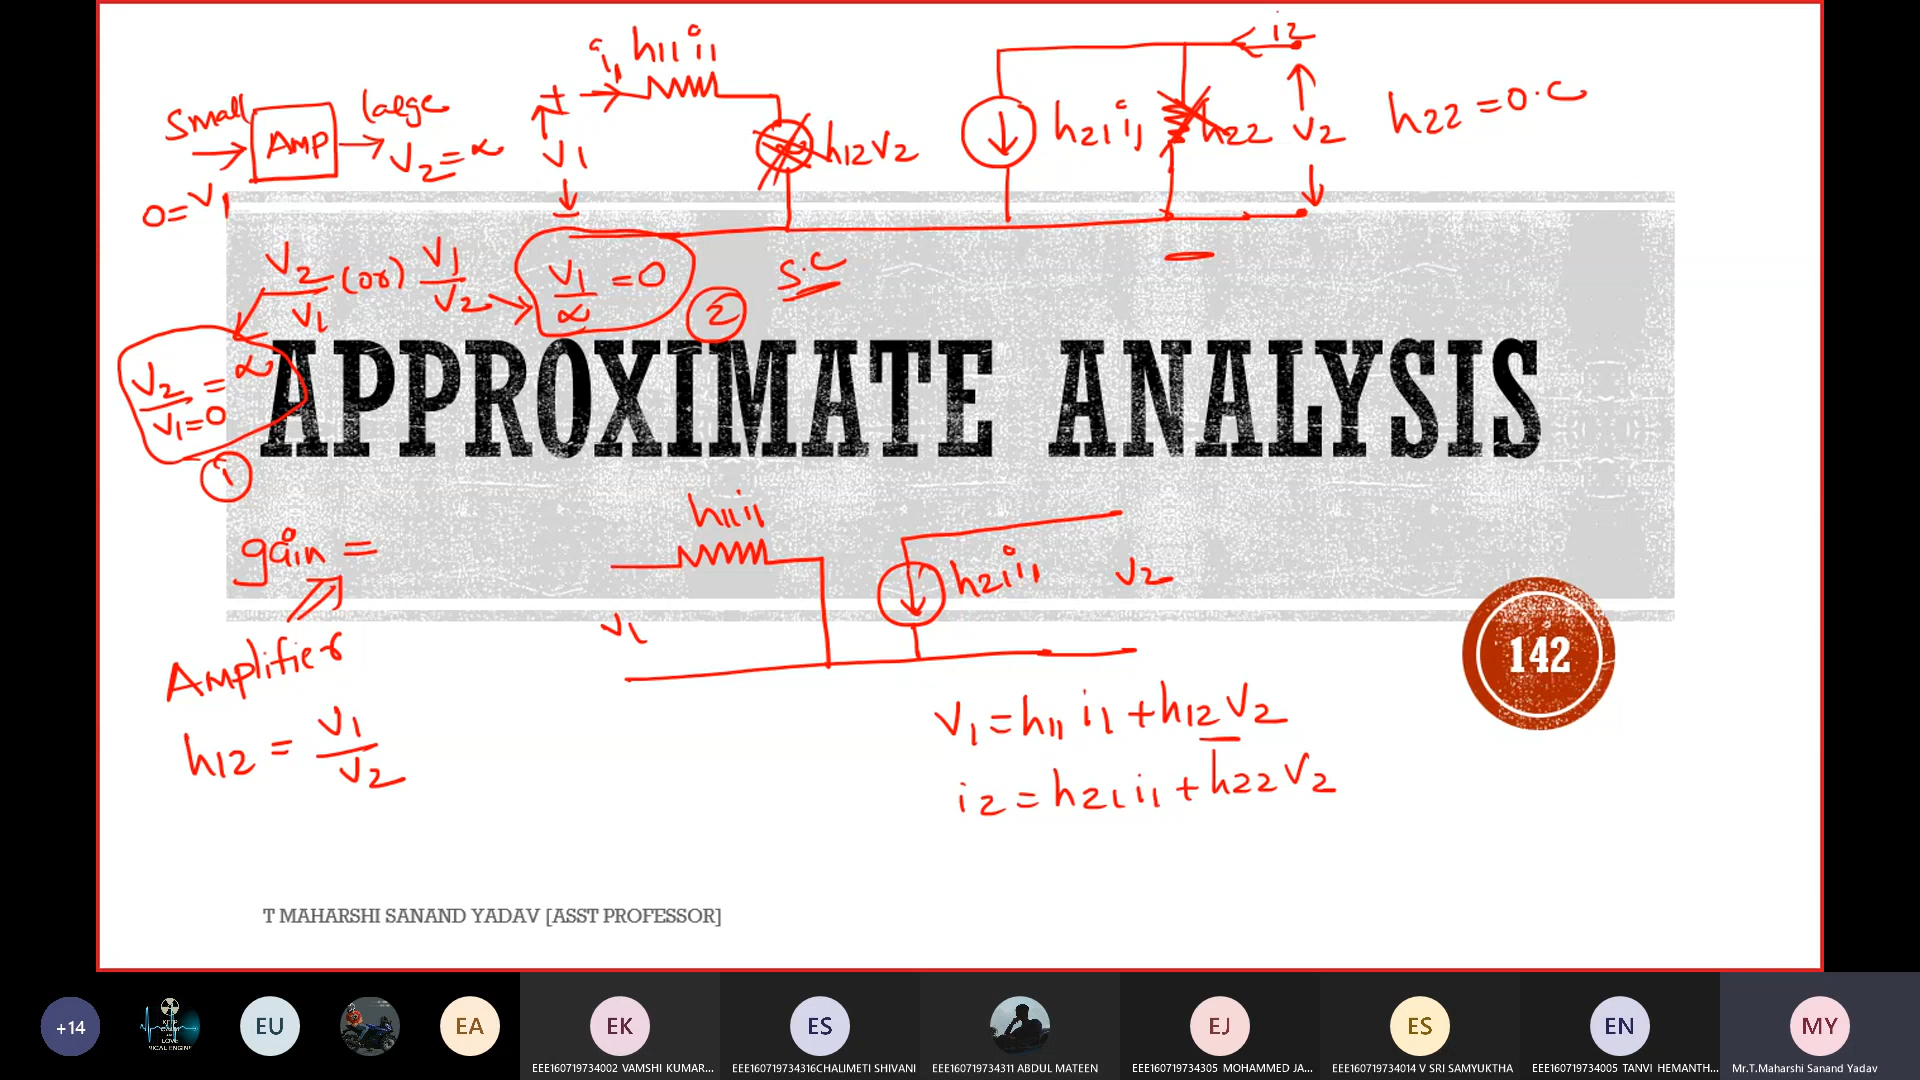 Small
AMP
large
V2 = ∝
0 = V1
i1
h11 i1
+
V1
h12 V2
h21 i1
h22
i2
V2
h22 = 0.C
V2/V1 (or) V1/V2
V1/∝ = 0
2
S.C
V2/V1=0 = ∝
1
APPROXIMATE ANALYSIS
gain =
Amplifier
h12 = V1/V2
h11 i1
V1
h21 i1
V2
142
V1 = h11 i1 + h12 V2
i2 = h21 i1 + h22 V2
T MAHARSHI SANAND YADAV [ASST PROFESSOR]
+14
EU
EA
EK
ES
EJ
ES
EN
MY
EEE160719734002 VAMSHI KUMAR...
EEE160719734316CHALIMETI SHIVANI
EEE160719734311 ABDUL MATEEN
EEE160719734305 MOHAMMED JA...
EEE160719734014 V SRI SAMYUKTHA
EEE160719734005 TANVI HEMANTH...
Mr.T.Maharshi Sanand Yadav